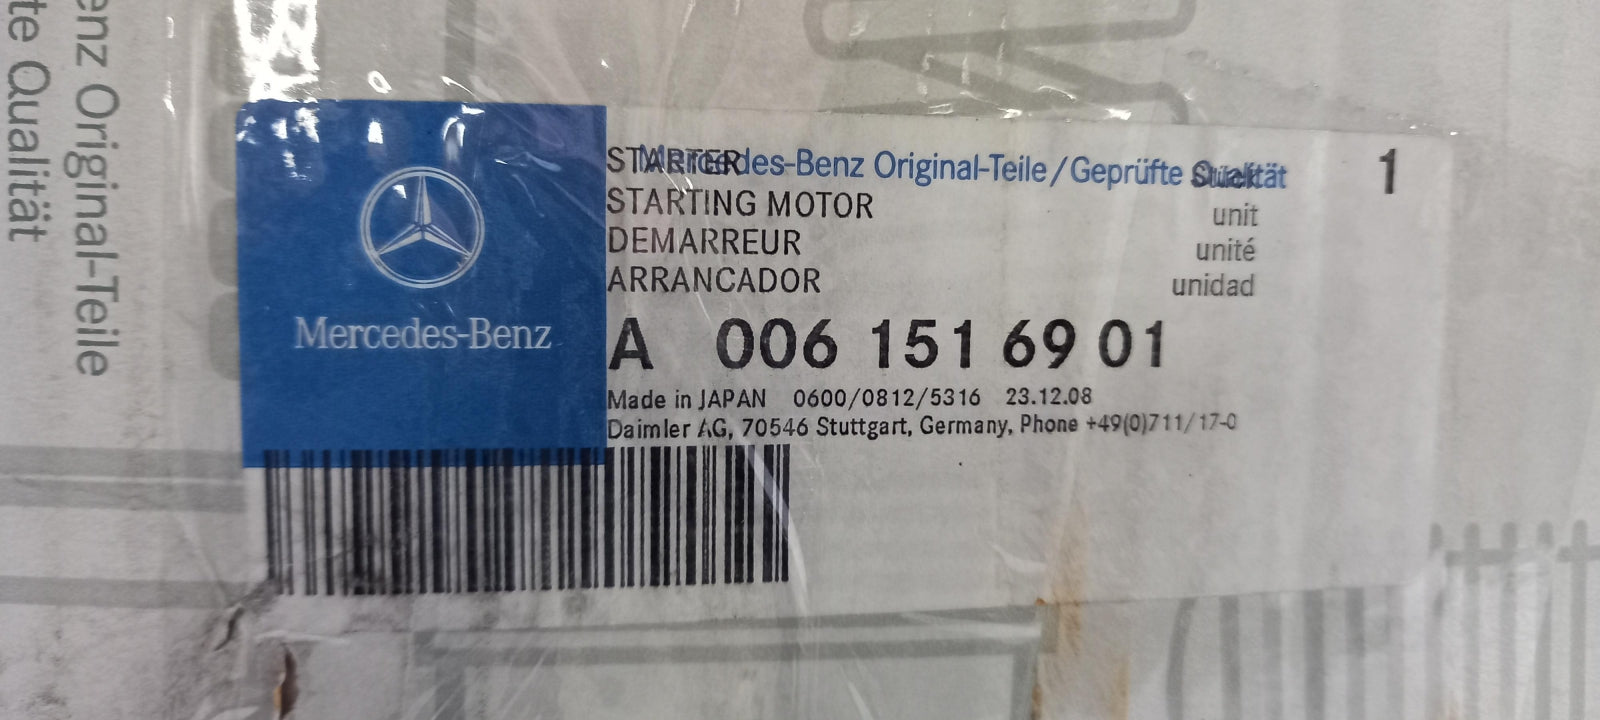 enz Original-Teile
te Qualität
Mercedes-Benz
Mercedes-Benz Original-Teile/Geprüfte Qualität
STARTER Stück 1
STARTING MOTOR unit
DEMARREUR unité
ARRANCADOR unidad
A 006 151 69 01
Made in JAPAN 0600/0812/5316 23.12.08
Daimler AG, 70546 Stuttgart, Germany, Phone +49(0)711/17-0